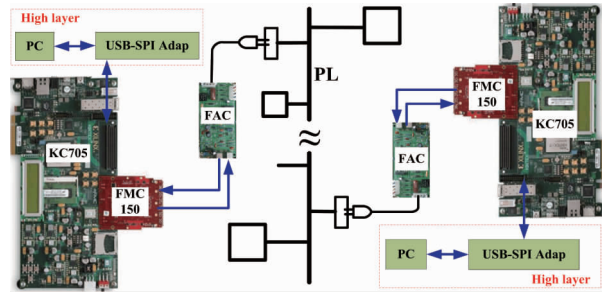 High layer
PC
USB-SPI Adap
KC705
FMC
150
FAC
PL
≈
FAC
FMC
150
KC705
PC
USB-SPI Adap
High layer